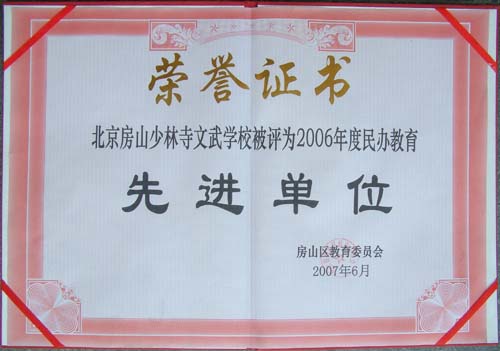 荣誉证书
北京房山少林寺文武学校被评为2006年度民办教育
先进单位
房山区教育委员会
2007年6月